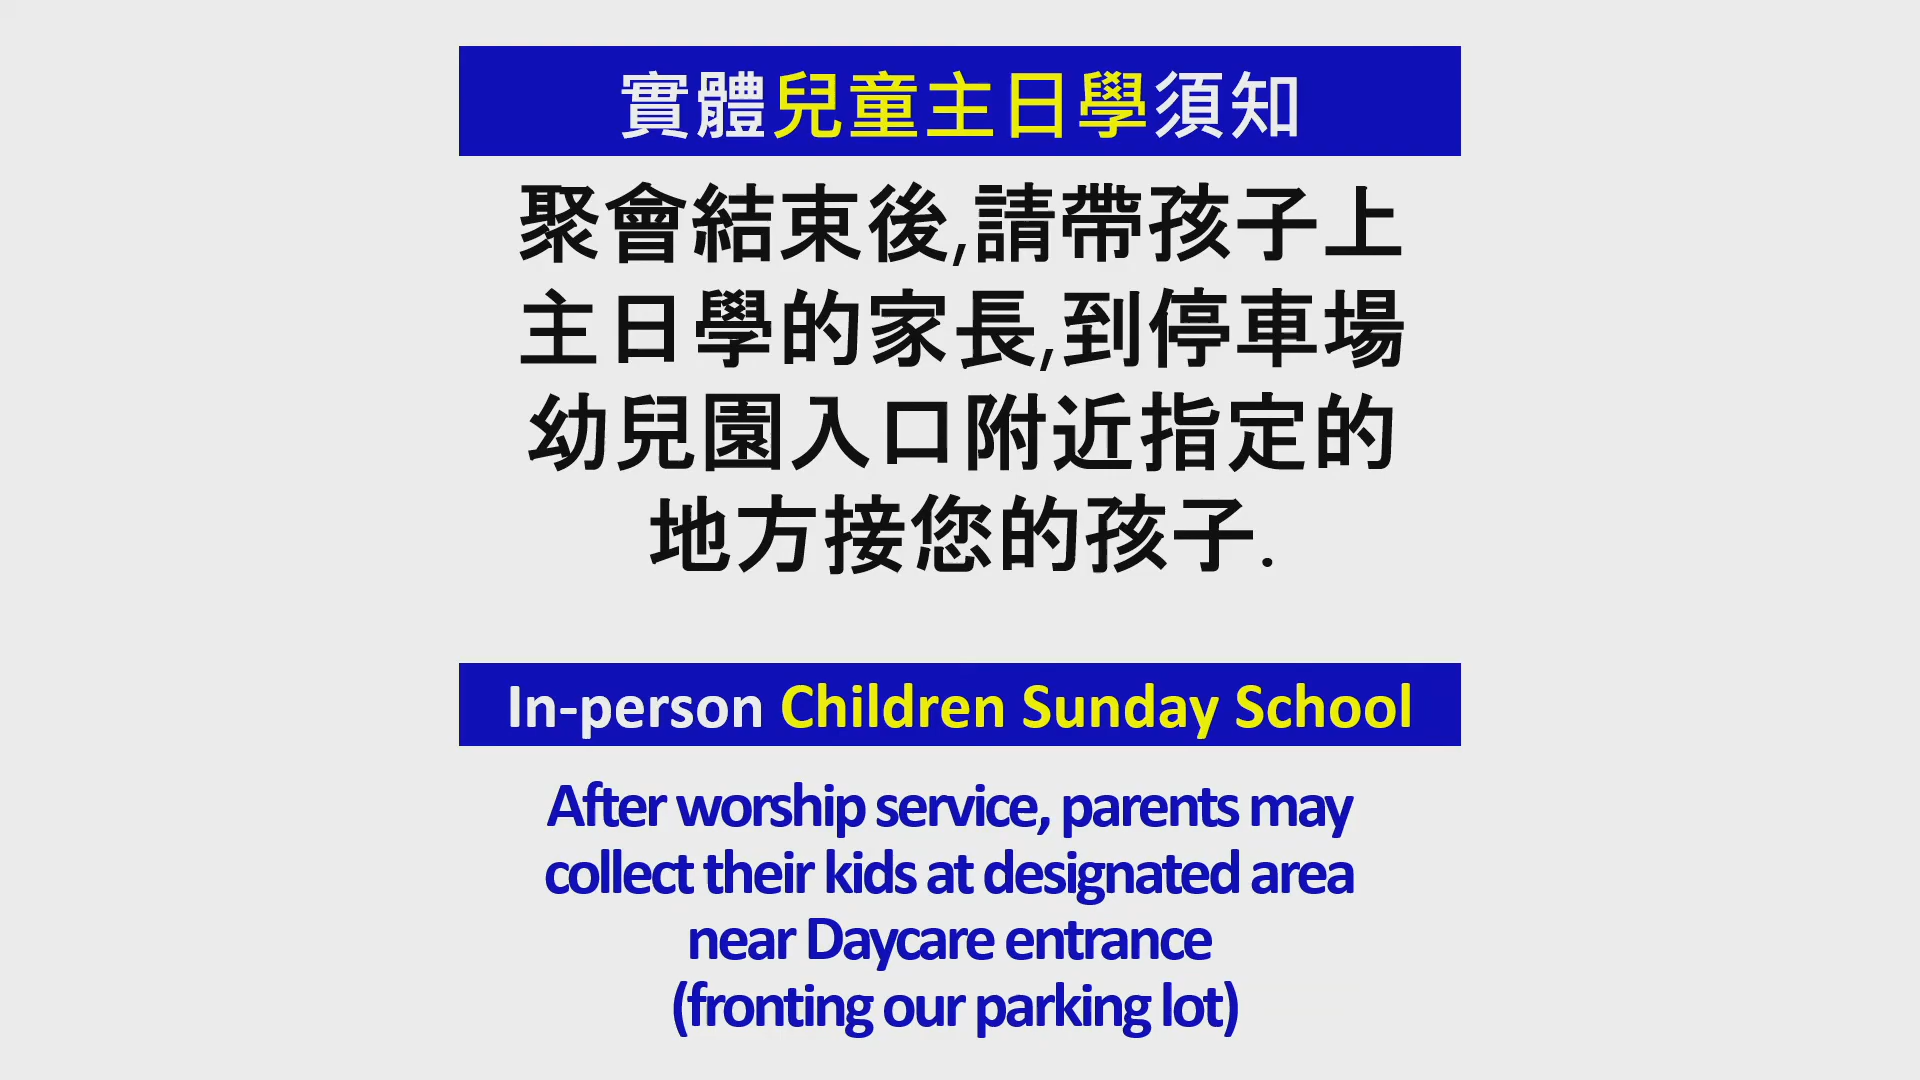 實體兒童主日學須知
聚會結束後,請帶孩子上
主日學的家長,到停車場
幼兒園入口附近指定的
地方接您的孩子.
In-person Children Sunday School
After worship service, parents may
collect their kids at designated area
near Daycare entrance
(fronting our parking lot)